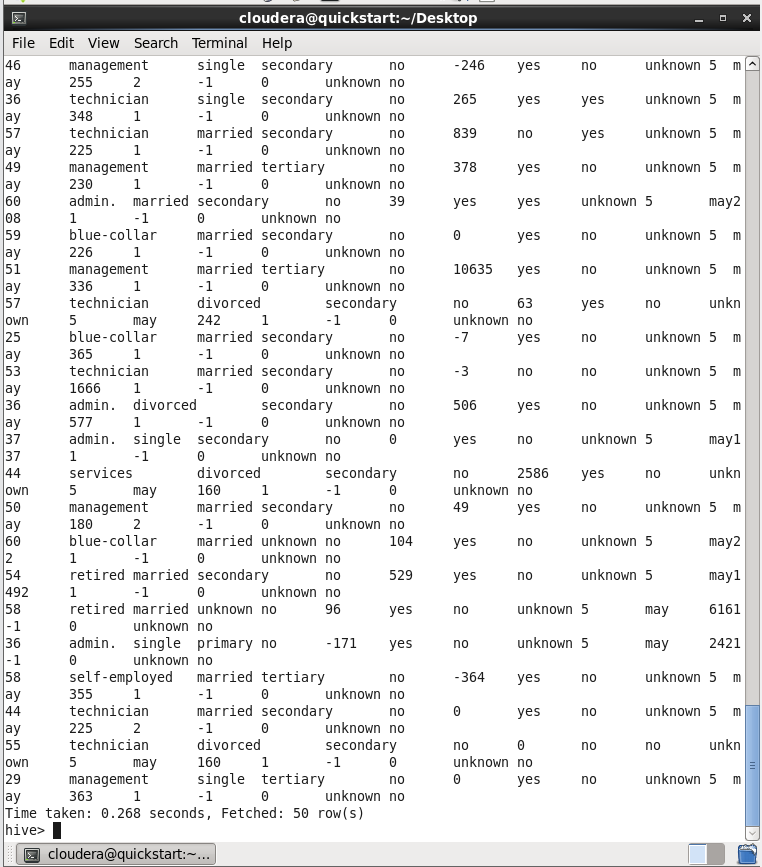 cloudera@quickstart:~/Desktop
File Edit View Search Terminal Help
46 management single secondary no -246 yes no unknown 5 m
ay 255 2 -1 0 unknown no
36 technician single secondary no 265 yes yes unknown 5 m
ay 348 1 -1 0 unknown no
57 technician married secondary no 839 no yes unknown 5 m
ay 225 1 -1 0 unknown no
49 management married tertiary no 378 yes no unknown 5 m
ay 230 1 -1 0 unknown no
60 admin. married secondary no 39 yes yes unknown 5 may2
08 1 -1 0 unknown no
59 blue-collar married secondary no 0 yes no unknown 5 m
ay 226 1 -1 0 unknown no
51 management married tertiary no 10635 yes no unknown 5 m
ay 336 1 -1 0 unknown no
57 technician divorced secondary no 63 yes no unkn
own 5 may 242 1 -1 0 unknown no
25 blue-collar married secondary no -7 yes no unknown 5 m
ay 365 1 -1 0 unknown no
53 technician married secondary no -3 no no unknown 5 m
ay 1666 1 -1 0 unknown no
36 admin. divorced secondary no 506 yes no unknown 5 m
ay 577 1 -1 0 unknown no
37 admin. single secondary no 0 yes no unknown 5 may1
37 1 -1 0 unknown no
44 services divorced secondary no 2586 yes no unkn
own 5 may 160 1 -1 0 unknown no
50 management married secondary no 49 yes no unknown 5 m
ay 180 2 -1 0 unknown no
60 blue-collar married unknown no 104 yes no unknown 5 may2
2 1 -1 0 unknown no
54 retired married secondary no 529 yes no unknown 5 may1
492 1 -1 0 unknown no
58 retired married unknown no 96 yes no unknown 5 may 6161
-1 0 unknown no
36 admin. single primary no -171 yes no unknown 5 may 2421
-1 0 unknown no
58 self-employed married tertiary no -364 yes no unknown 5 m
ay 355 1 -1 0 unknown no
44 technician married secondary no 0 yes no unknown 5 m
ay 225 2 -1 0 unknown no
55 technician divorced secondary no 0 no no unkn
own 5 may 160 1 -1 0 unknown no
29 management single tertiary no 0 yes no unknown 5 m
ay 363 1 -1 0 unknown no
Time taken: 0.268 seconds, Fetched: 50 row(s)
hive>
cloudera@quickstart:~...